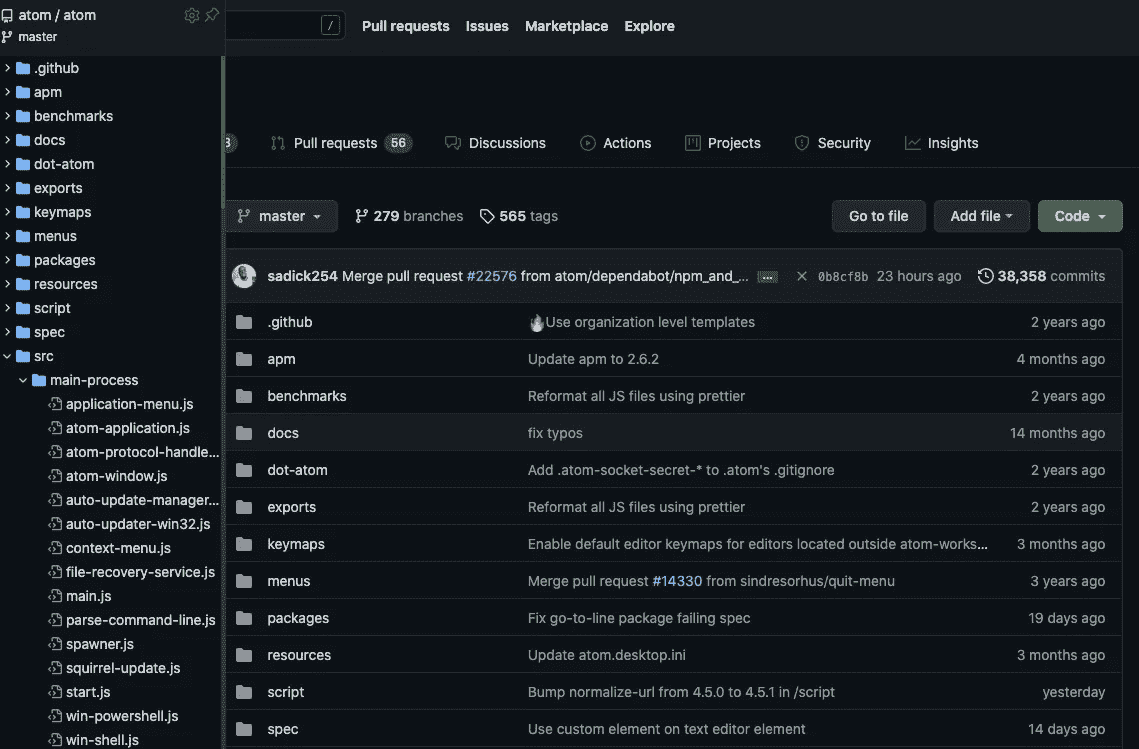 atom / atom
master
.github
apm
benchmarks
docs
dot-atom
exports
keymaps
menus
packages
resources
script
spec
src
main-process
application-menu.js
atom-application.js
atom-protocol-handle...
atom-window.js
auto-update-manager...
auto-updater-win32.js
context-menu.js
file-recovery-service.js
main.js
parse-command-line.js
spawner.js
squirrel-update.js
start.js
win-powershell.js
win-shell.js
/ Pull requests Issues Marketplace Explore
3 Pull requests 56 Discussions Actions Projects Security Insights
master 279 branches 565 tags Go to file Add file Code
sadick254 Merge pull request #22576 from atom/dependabot/npm_and_... ... 0b8cf8b 23 hours ago 38,358 commits
.github Use organization level templates 2 years ago
apm Update apm to 2.6.2 4 months ago
benchmarks Reformat all JS files using prettier 2 years ago
docs fix typos 14 months ago
dot-atom Add .atom-socket-secret-* to .atom's .gitignore 2 years ago
exports Reformat all JS files using prettier 2 years ago
keymaps Enable default editor keymaps for editors located outside atom-works... 3 months ago
menus Merge pull request #14330 from sindresorhus/quit-menu 3 years ago
packages Fix go-to-line package failing spec 19 days ago
resources Update atom.desktop.ini 3 months ago
script Bump normalize-url from 4.5.0 to 4.5.1 in /script yesterday
spec Use custom element on text editor element 14 days ago